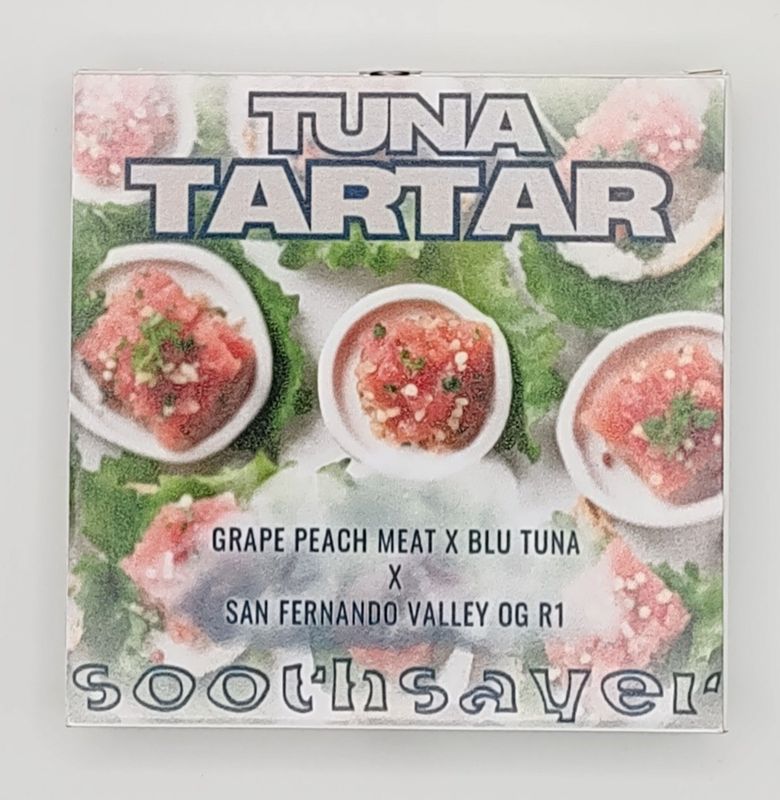 TUNA
TARTAR
GRAPE PEACH MEAT X BLU TUNA
X
SAN FERNANDO VALLEY OG R1
soothsayer